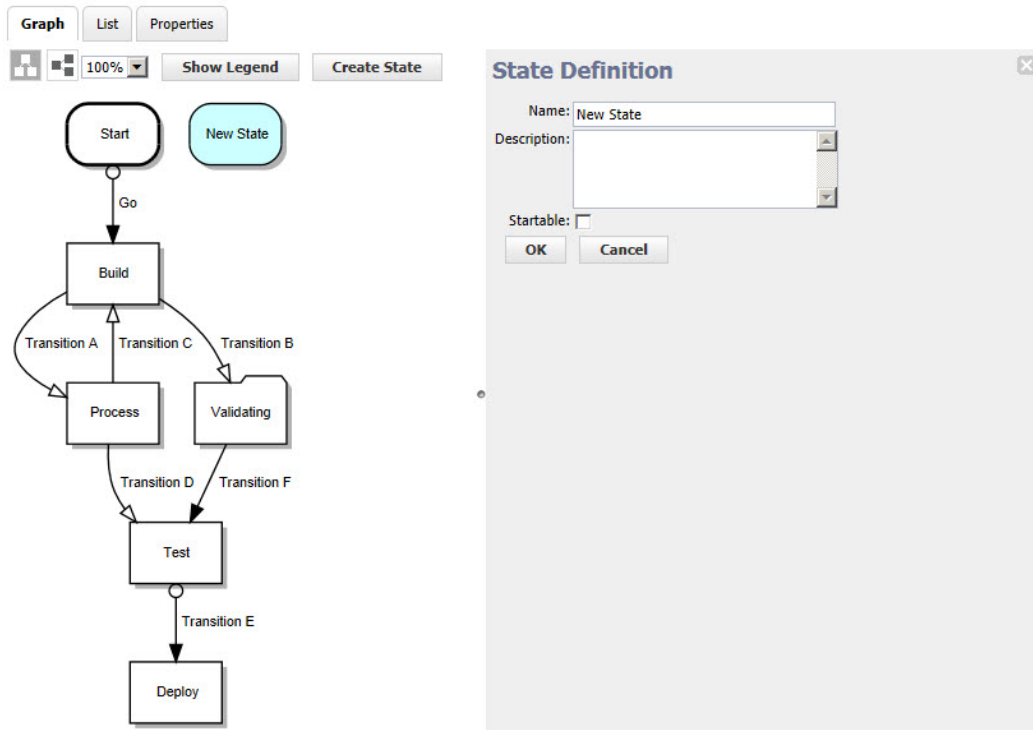 Graph List Properties
100% Show Legend Create State
State Definition
Name: New State
Description:
Startable:
OK Cancel
Start New State
Go
Build
Transition A Transition C Transition B
Process Validating
Transition D Transition F
Test
Transition E
Deploy